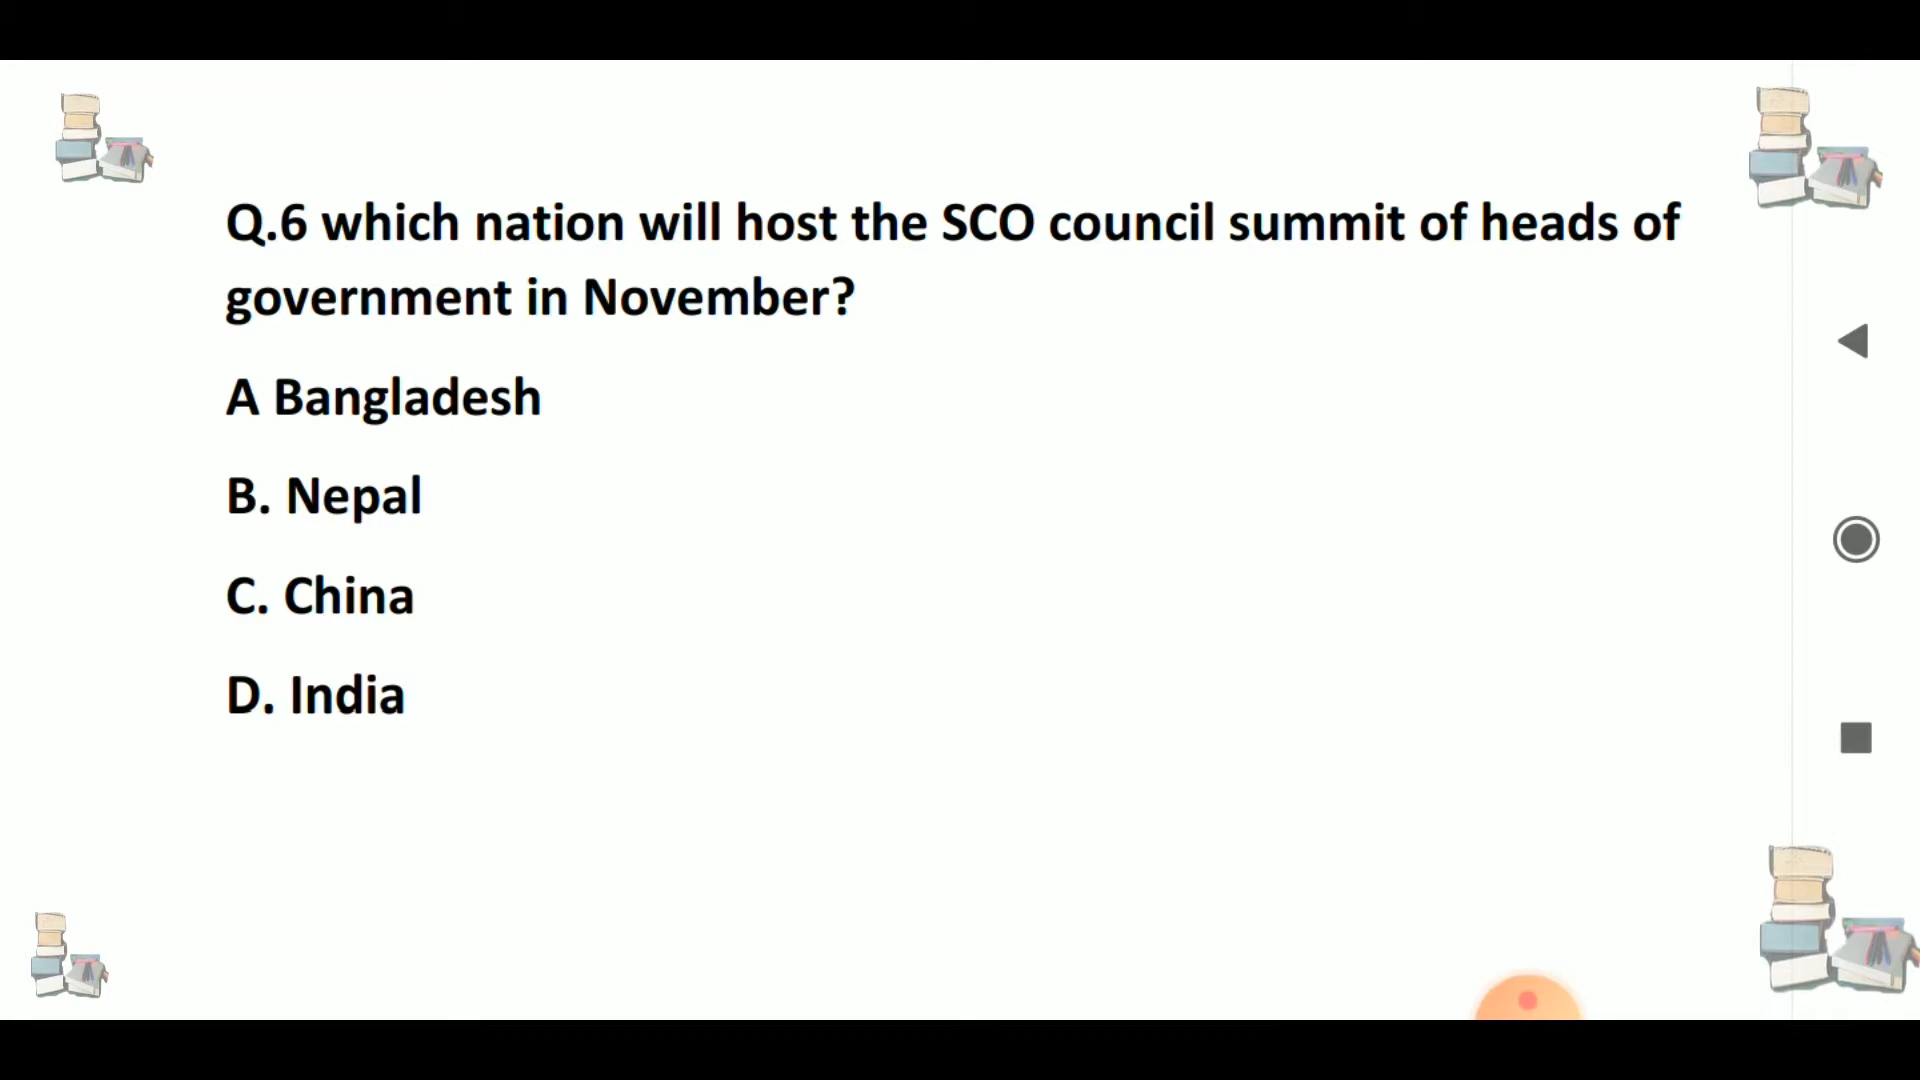 Q.6 which nation will host the SCO council summit of heads of
government in November?
A Bangladesh
B. Nepal
C. China
D. India